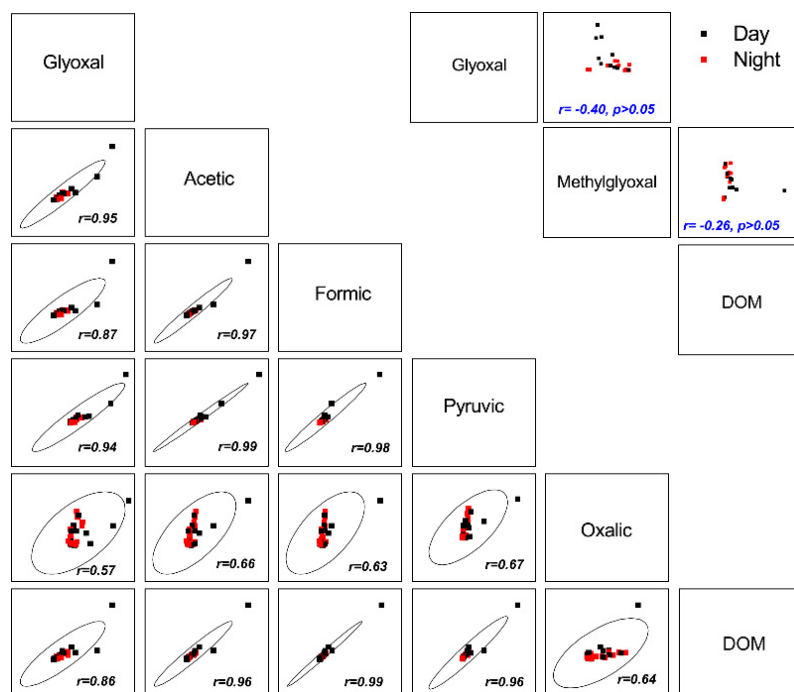 Glyoxal
Glyoxal
r= -0.40, p>0.05
Day
Night
r=0.95
Acetic
Methylglyoxal
r= -0.26, p>0.05
r=0.87
r=0.97
Formic
DOM
r=0.94
r=0.99
r=0.98
Pyruvic
r=0.57
r=0.66
r=0.63
r=0.67
Oxalic
r=0.86
r=0.96
r=0.99
r=0.96
r=0.64
DOM